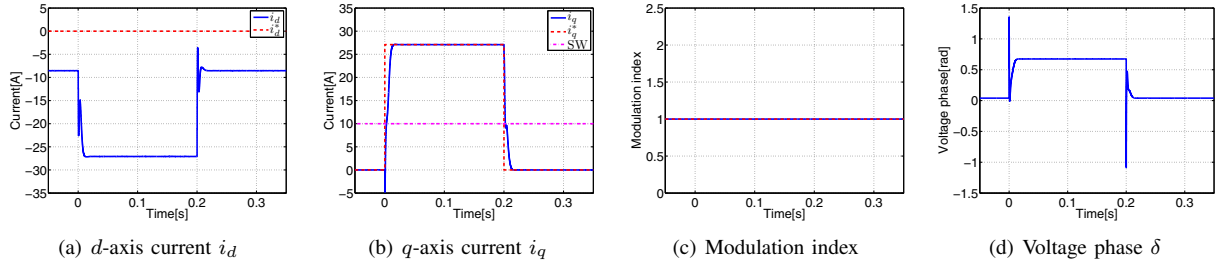 5
0
−5
−10
−15
−20
−25
−30
−35
0
0.1
0.2
0.3
Time[s]
Current[A]
i_d
i_d^*
(a) d-axis current i_d
35
30
25
20
15
10
5
0
−5
0
0.1
0.2
0.3
Time[s]
Current[A]
i_q
i_q^*
SW
(b) q-axis current i_q
2.5
2
1.5
1
0.5
0
0
0.1
0.2
0.3
Time[s]
Modulation index
(c) Modulation index
1.5
1
0.5
0
−0.5
−1
−1.5
0
0.1
0.2
0.3
Time[s]
Voltage phase[rad]
(d) Voltage phase δ